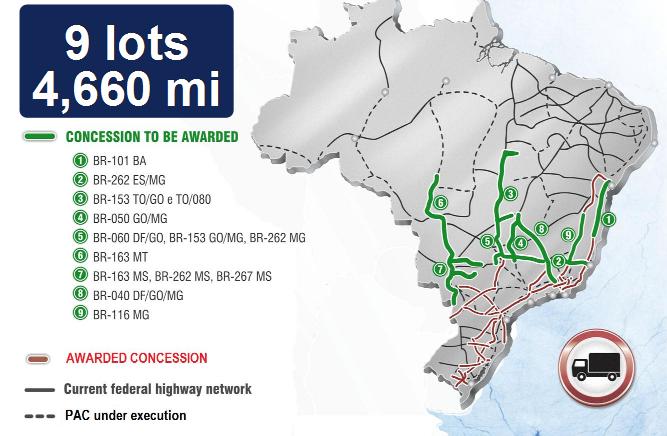 9 lots
4,660 mi
CONCESSION TO BE AWARDED
1 BR-101 BA
2 BR-262 ES/MG
3 BR-153 TO/GO e TO/080
4 BR-050 GO/MG
5 BR-060 DF/GO, BR-153 GO/MG, BR-262 MG
6 BR-163 MT
7 BR-163 MS, BR-262 MS, BR-267 MS
8 BR-040 DF/GO/MG
9 BR-116 MG
AWARDED CONCESSION
Current federal highway network
PAC under execution
3
6
1
8
9
4
5
2
7